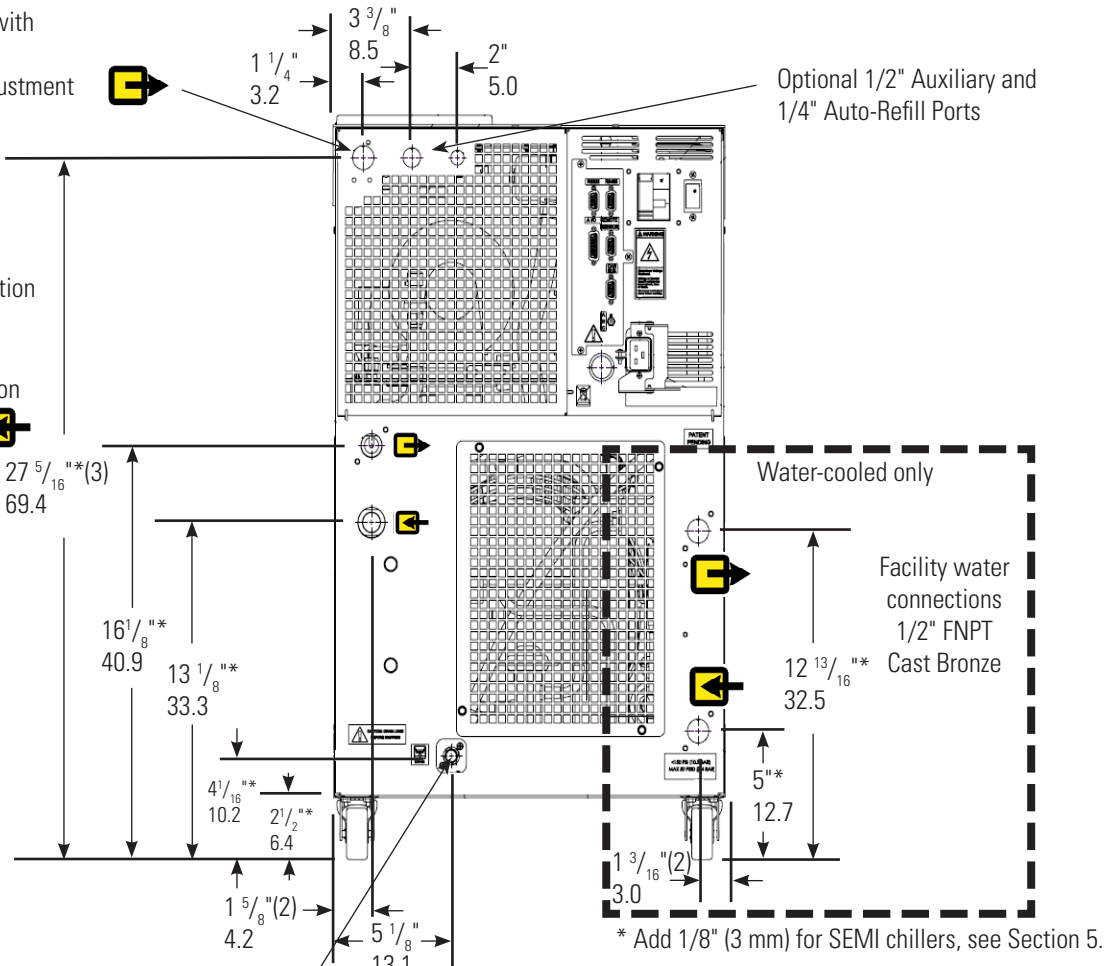 with
ustment
3 3/8"
8.5
1 1/4"
3.2
2"
5.0
Optional 1/2" Auxiliary and
1/4" Auto-Refill Ports
tion
on
27 5/16"*(3)
69.4
WARNING
PATENT
PENDING
Water-cooled only
Facility water
connections
1/2" FNPT
Cast Bronze
16 1/8"*
40.9
13 1/8"*
33.3
12 13/16"*
32.5
4 1/16"*
10.2
2 1/2"*
6.4
5"*
12.7
1 3/16"(2)
3.0
1 5/8"(2)
4.2
5 1/8"
13.1
* Add 1/8" (3 mm) for SEMI chillers, see Section 5.